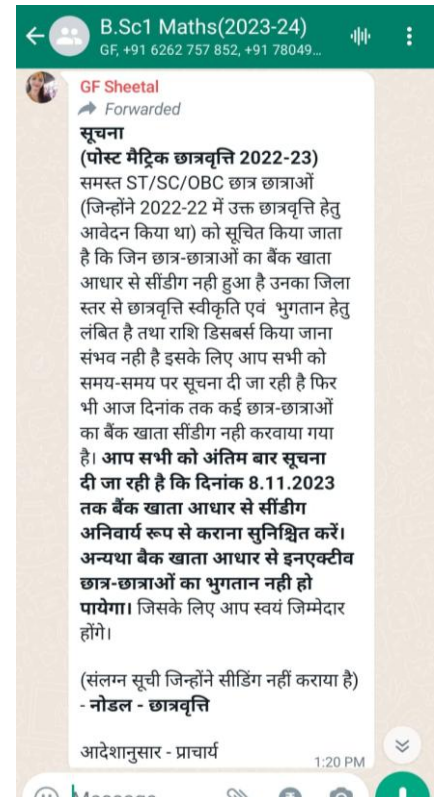 B.Sc1 Maths(2023-24)
GF, +91 6262 757 852, +91 78049...
GF Sheetal
Forwarded
सूचना
(पोस्ट मैट्रिक छात्रवृत्ति 2022-23)
समस्त ST/SC/OBC छात्र छात्राओं
(जिन्होंने 2022-22 में उक्त छात्रवृत्ति हेतु
आवेदन किया था) को सूचित किया जाता
है कि जिन छात्र-छात्राओं का बैंक खाता
आधार से सींडीग नही हुआ है उनका जिला
स्तर से छात्रवृत्ति स्वीकृति एवं भुगतान हेतु
लंबित है तथा राशि डिसबर्स किया जाना
संभव नही है इसके लिए आप सभी को
समय-समय पर सूचना दी जा रही है फिर
भी आज दिनांक तक कई छात्र-छात्राओं
का बैंक खाता सींडीग नही करवाया गया
है। आप सभी को अंतिम बार सूचना
दी जा रही है कि दिनांक 8.11.2023
तक बैंक खाता आधार से सींडीग
अनिवार्य रूप से कराना सुनिश्चित करें।
अन्यथा बैक खाता आधार से इनएक्टीव
छात्र-छात्राओं का भुगतान नही हो
पायेगा। जिसके लिए आप स्वयं जिम्मेदार
होंगे।
(संलग्न सूची जिन्होंने सीडिंग नहीं कराया है)
- नोडल - छात्रवृत्ति
आदेशानुसार - प्राचार्य
1:20 PM
Message